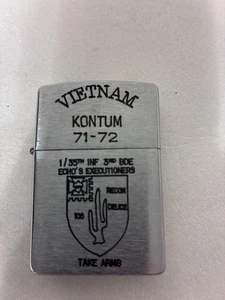 VIETNAM
KONTUM
71-72
1/35TH INF 3RD BDE
ECHO'S EXECUTIONERS
RECON
100
DEUCE
TAKE ARMS